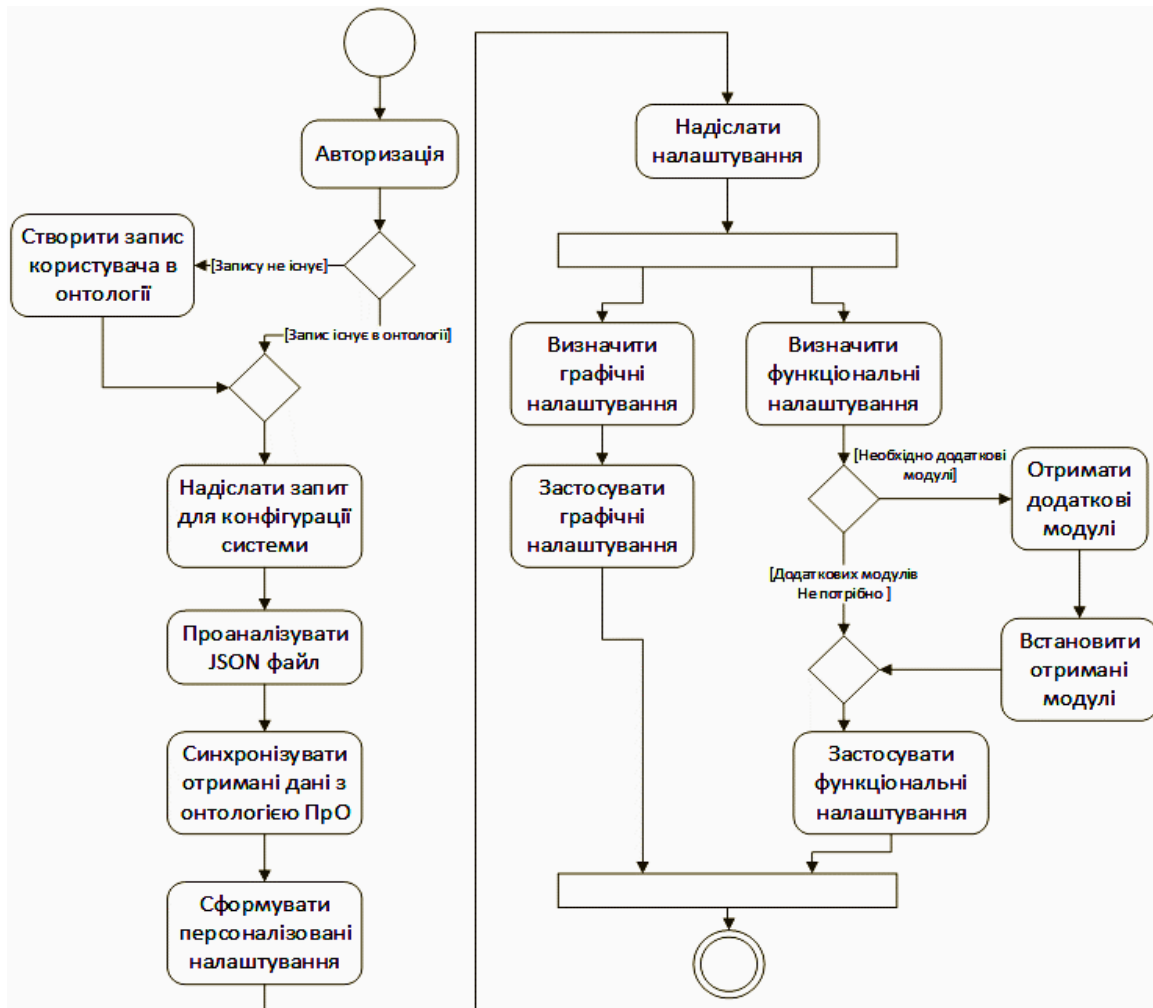 Авторизація
Створити запис
користувача в
онтології
[Запису не існує]
[Запис існує в онтології]
Надіслати запит
для конфігурації
системи
Проаналізувати
JSON файл
Синхронізувати
отримані дані з
онтологією ПрО
Сформувати
персоналізовані
налаштування
Надіслати
налаштування
Визначити
графічні
налаштування
Застосувати
графічні
налаштування
Визначити
функціональні
налаштування
[Необхідно додаткові
модулі]
Отримати
додаткові
модулі
[Додаткових модулів
Не потрібно ]
Встановити
отримані
модулі
Застосувати
функціональні
налаштування